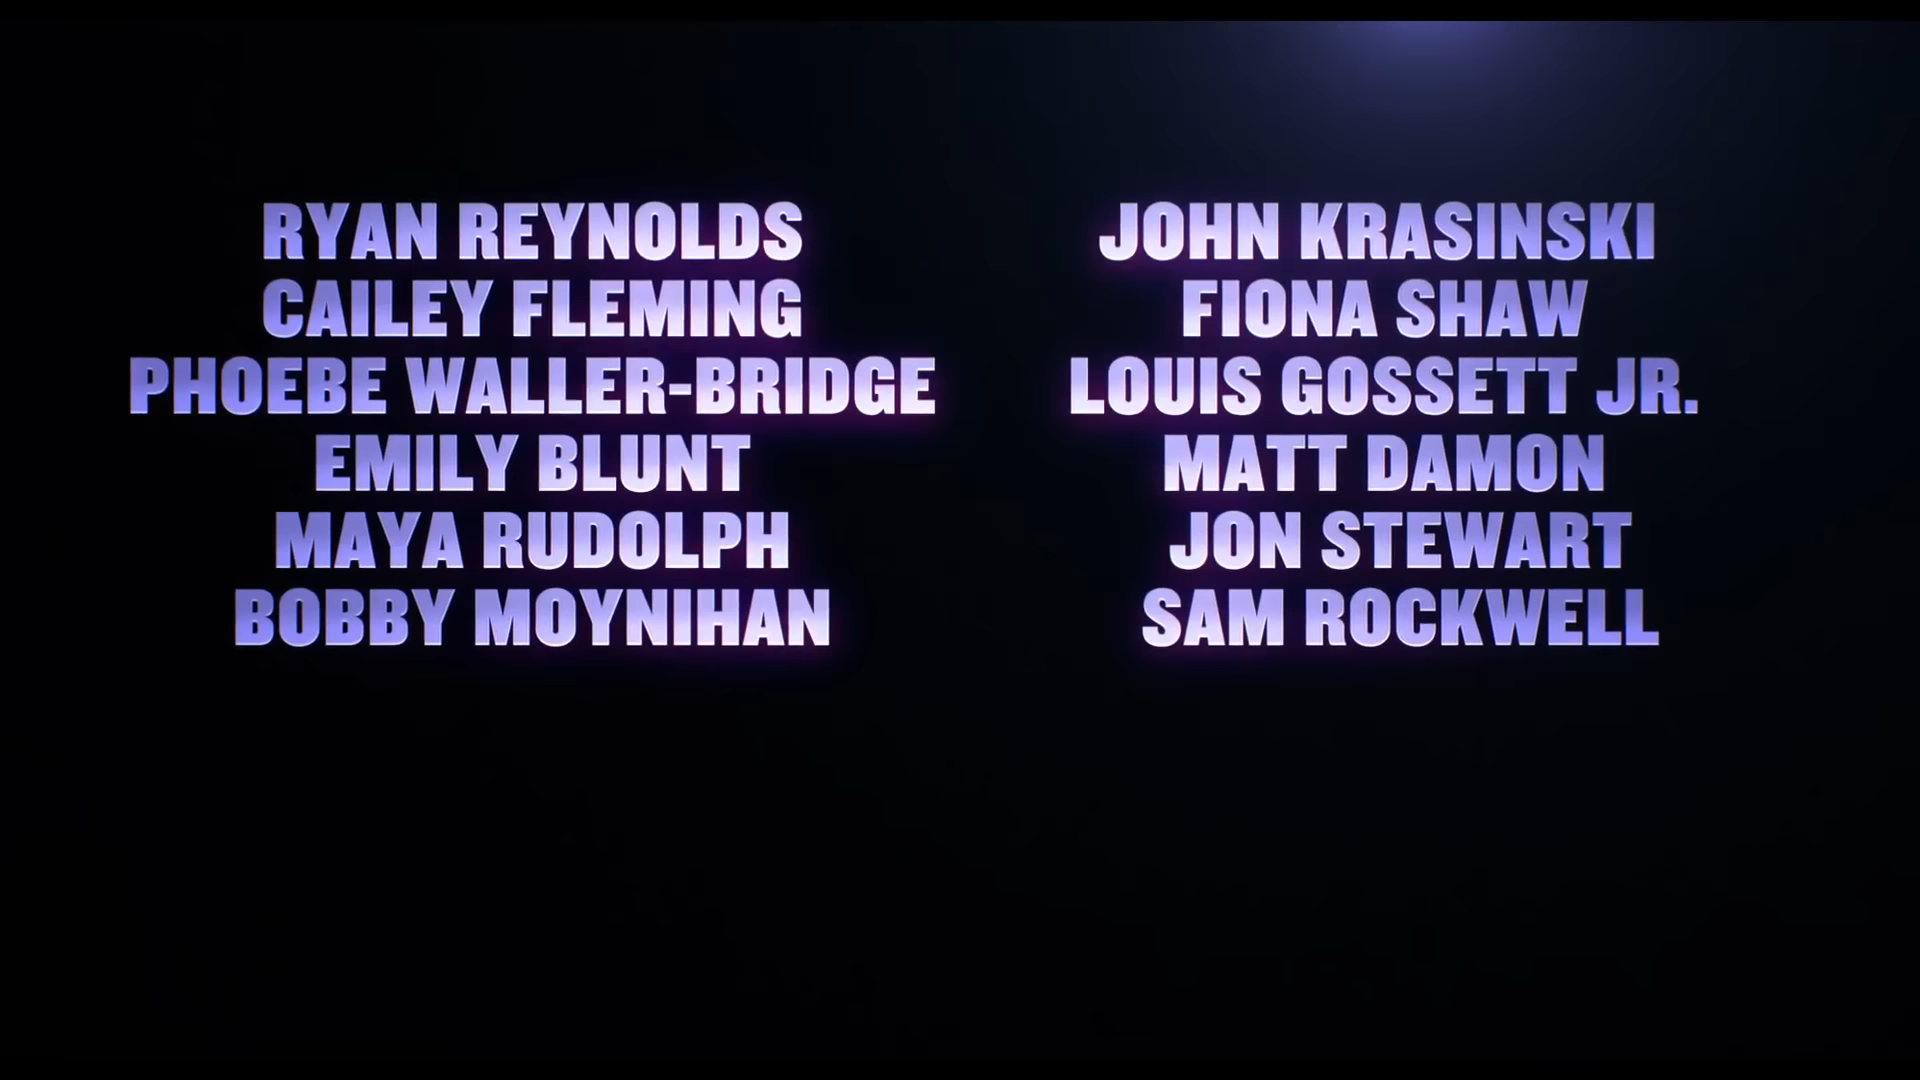 RYAN REYNOLDS
CAILEY FLEMING
PHOEBE WALLER-BRIDGE
EMILY BLUNT
MAYA RUDOLPH
BOBBY MOYNIHAN
JOHN KRASINSKI
FIONA SHAW
LOUIS GOSSETT JR.
MATT DAMON
JON STEWART
SAM ROCKWELL